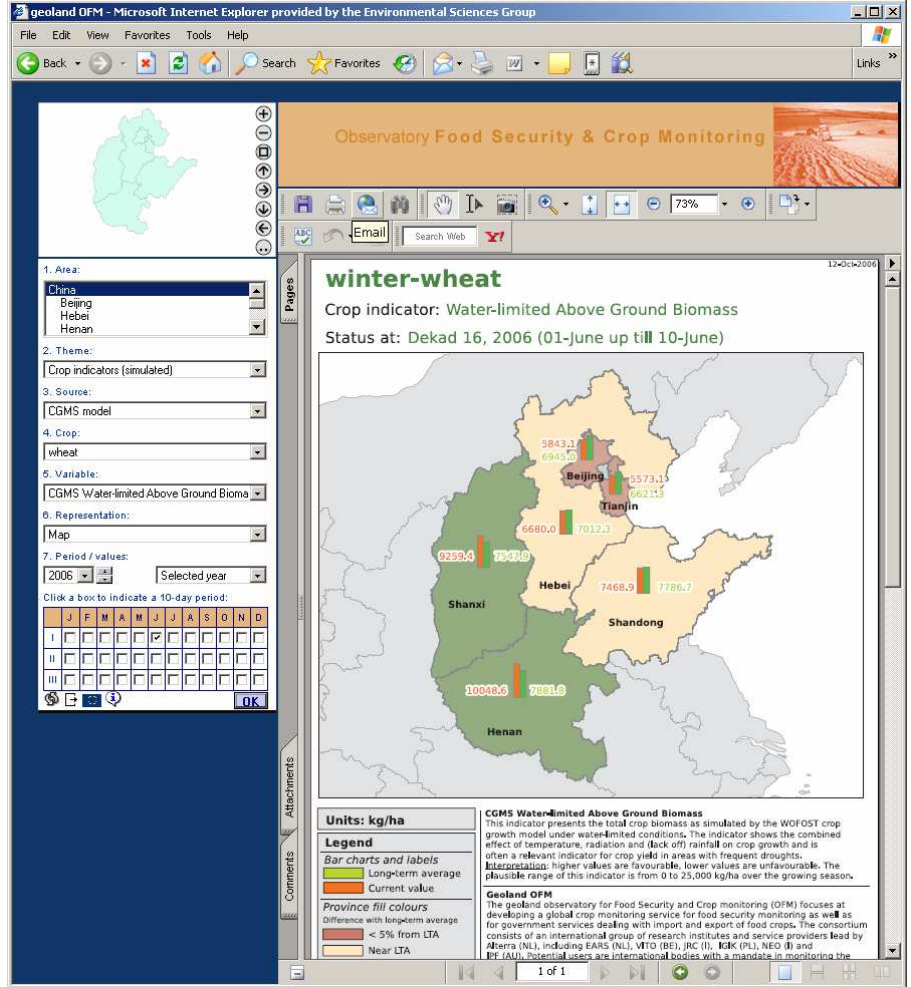 geoland OFM - Microsoft Internet Explorer provided by the Environmental Sciences Group
File Edit View Favorites Tools Help
Back Search Favorites Links »
Observatory Food Security & Crop Monitoring
73%
Email
Search Web Y!
1. Area:
China
Beijing
Hebei
Henan
2. Theme:
Crop indicators (simulated)
3. Source:
CGMS model
4. Crop:
wheat
5. Variable:
CGMS Water-limited Above Ground Bioma
6. Representation:
Map
7. Period / values:
2006 Selected year
Click a box to indicate a 10-day period:
J F M A M J J A S O N D
I
II
III
OK
Pages
Attachments
Comments
12-Oct-2006
winter-wheat
Crop indicator: Water-limited Above Ground Biomass
Status at: Dekad 16, 2006 (01-June up till 10-June)
5843.1
6945.0
Beijing
5573.1
6621.3
Tianjin
6680.0 7012.3
9259.4 7547.9
Hebei
7468.9 7786.7
Shanxi
Shandong
10048.6 7881.8
Henan
Units: kg/ha
Legend
Bar charts and labels
Long-term average
Current value
Province fill colours
Difference with long-term average
< 5% from LTA
Near LTA
CGMS Water-limited Above Ground Biomass
This indicator presents the total crop biomass as simulated by the WOFOST crop
growth model under water-limited conditions. The indicator shows the combined
effect of temperature, radiation and (lack off) rainfall on crop growth and is
often a relevant indicator for crop yield in areas with frequent droughts.
Interpretation: higher values are favourable, lower values are unfavourable. The
plausible range of this indicator is from 0 to 25,000 kg/ha over the growing season.
Geoland OFM
The geoland observatory for Food Security and Crop monitoring (OFM) focuses at
developing a global crop monitoring service for food security monitoring as well as
for government services dealing with import and export of food crops. The consortium
consists of an international group of research institutes and service providers lead by
Alterra (NL), including EARS (NL), VITO (BE), JRC (I), IGIK (PL), NEO (I) and
IPF (AU). Potential users are international bodies with a mandate in monitoring the
1 of 1